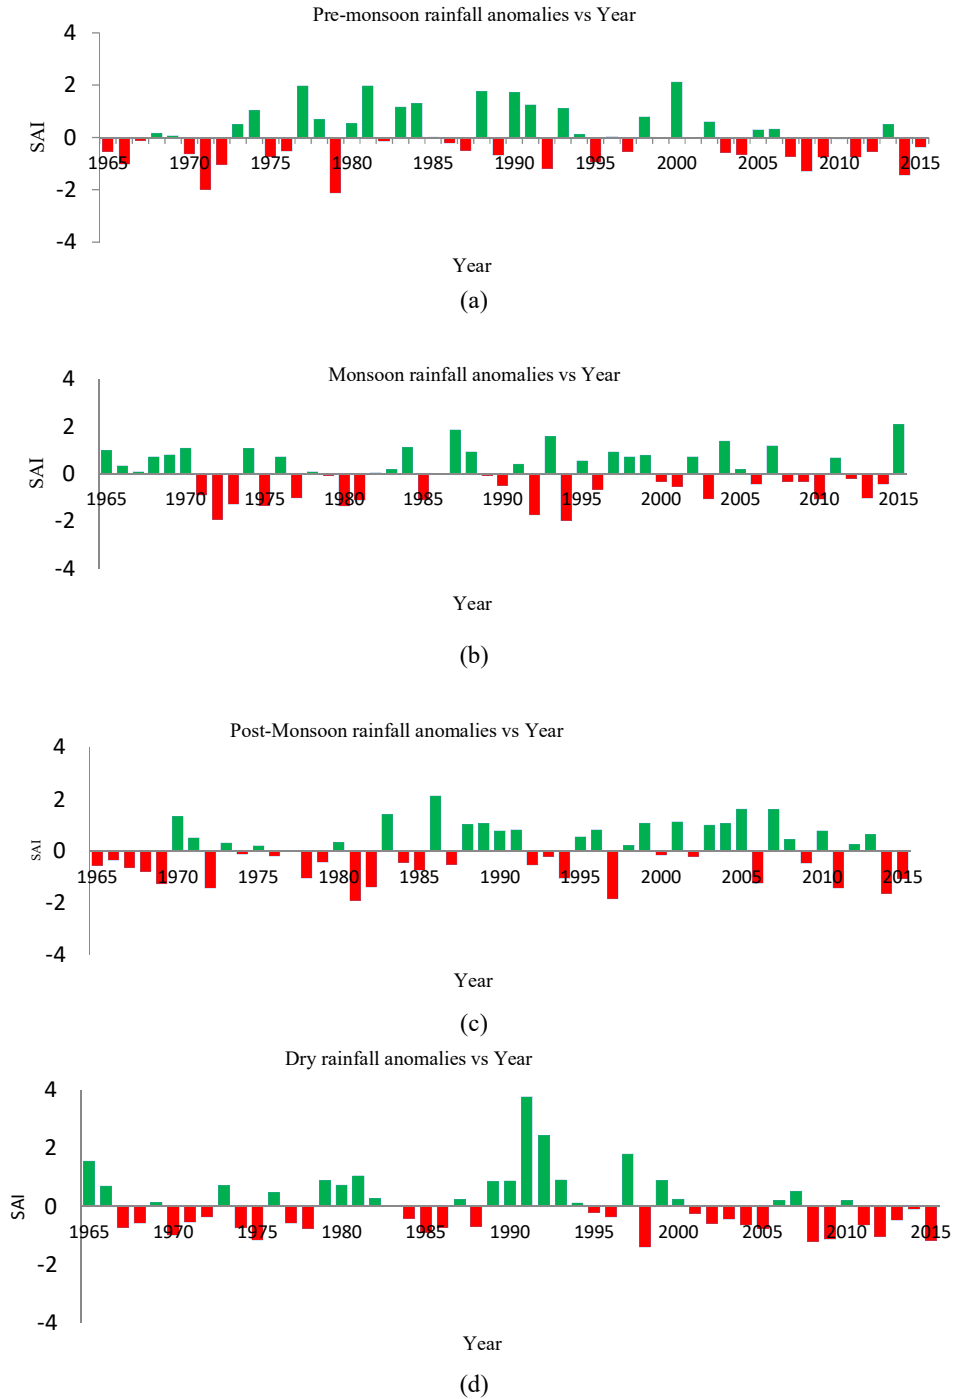 Pre-monsoon rainfall anomalies vs Year
4
2
0
-2
-4
SAI
1965 1970 1975 1980 1985 1990 1995 2000 2005 2010 2015
Year
(a)
Monsoon rainfall anomalies vs Year
4
2
0
-2
-4
SAI
1965 1970 1975 1980 1985 1990 1995 2000 2005 2010 2015
Year
(b)
Post-Monsoon rainfall anomalies vs Year
4
2
0
-2
-4
SAI
1965 1970 1975 1980 1985 1990 1995 2000 2005 2010 2015
Year
(c)
Dry rainfall anomalies vs Year
4
2
0
-2
-4
SAI
1965 1970 1975 1980 1985 1990 1995 2000 2005 2010 2015
Year
(d)